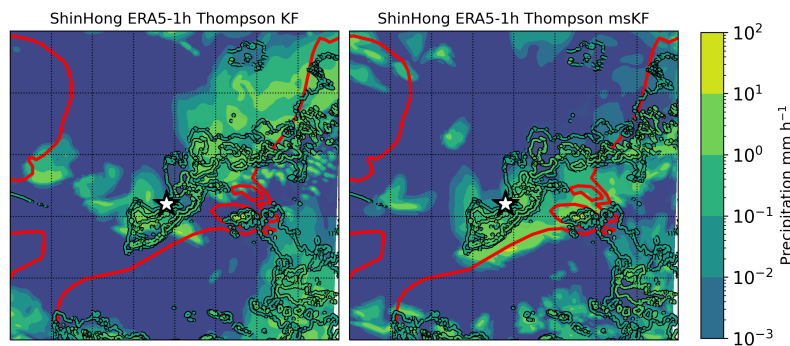 ShinHong ERA5-1h Thompson KF
ShinHong ERA5-1h Thompson msKF
10²
10¹
10⁰
10⁻¹
10⁻²
10⁻³
Precipitation mm h⁻¹